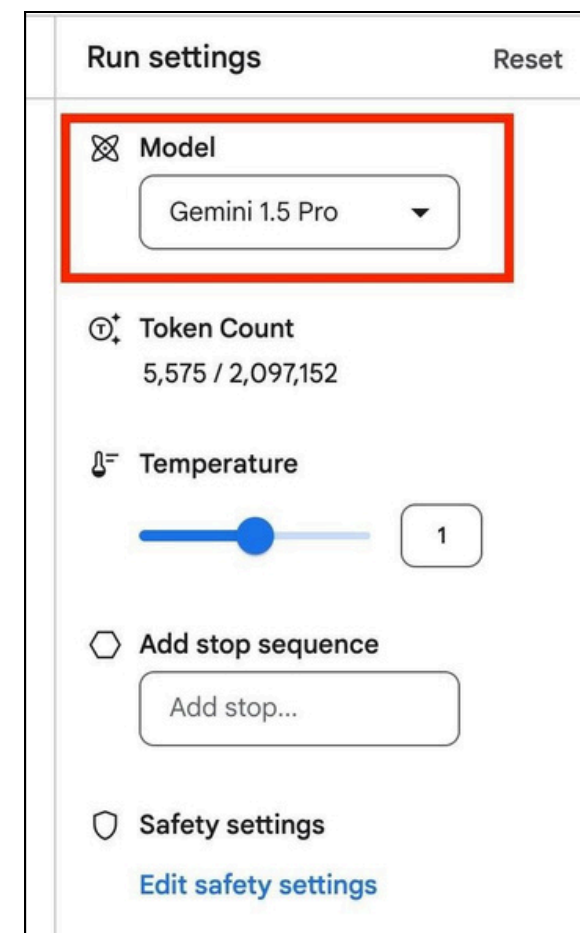 Run settings Reset
Model
Gemini 1.5 Pro
Token Count
5,575 / 2,097,152
Temperature
1
Add stop sequence
Add stop...
Safety settings
Edit safety settings